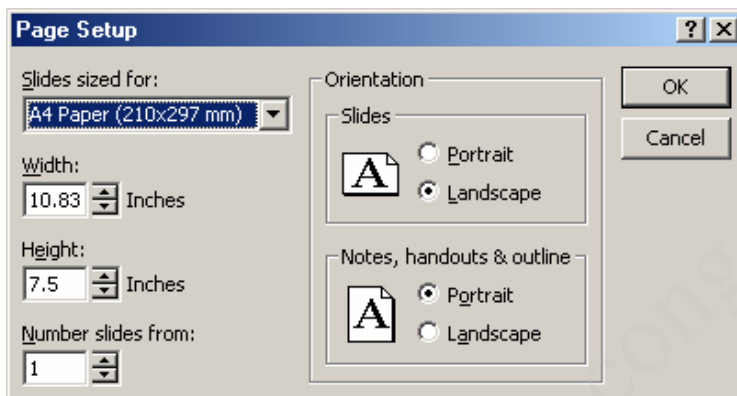 Page Setup
Slides sized for:
A4 Paper (210x297 mm)
Width:
10.83 Inches
Height:
7.5 Inches
Number slides from:
1
Orientation
Slides
A
Portrait
Landscape
Notes, handouts & outline
A
Portrait
Landscape
OK
Cancel
cong